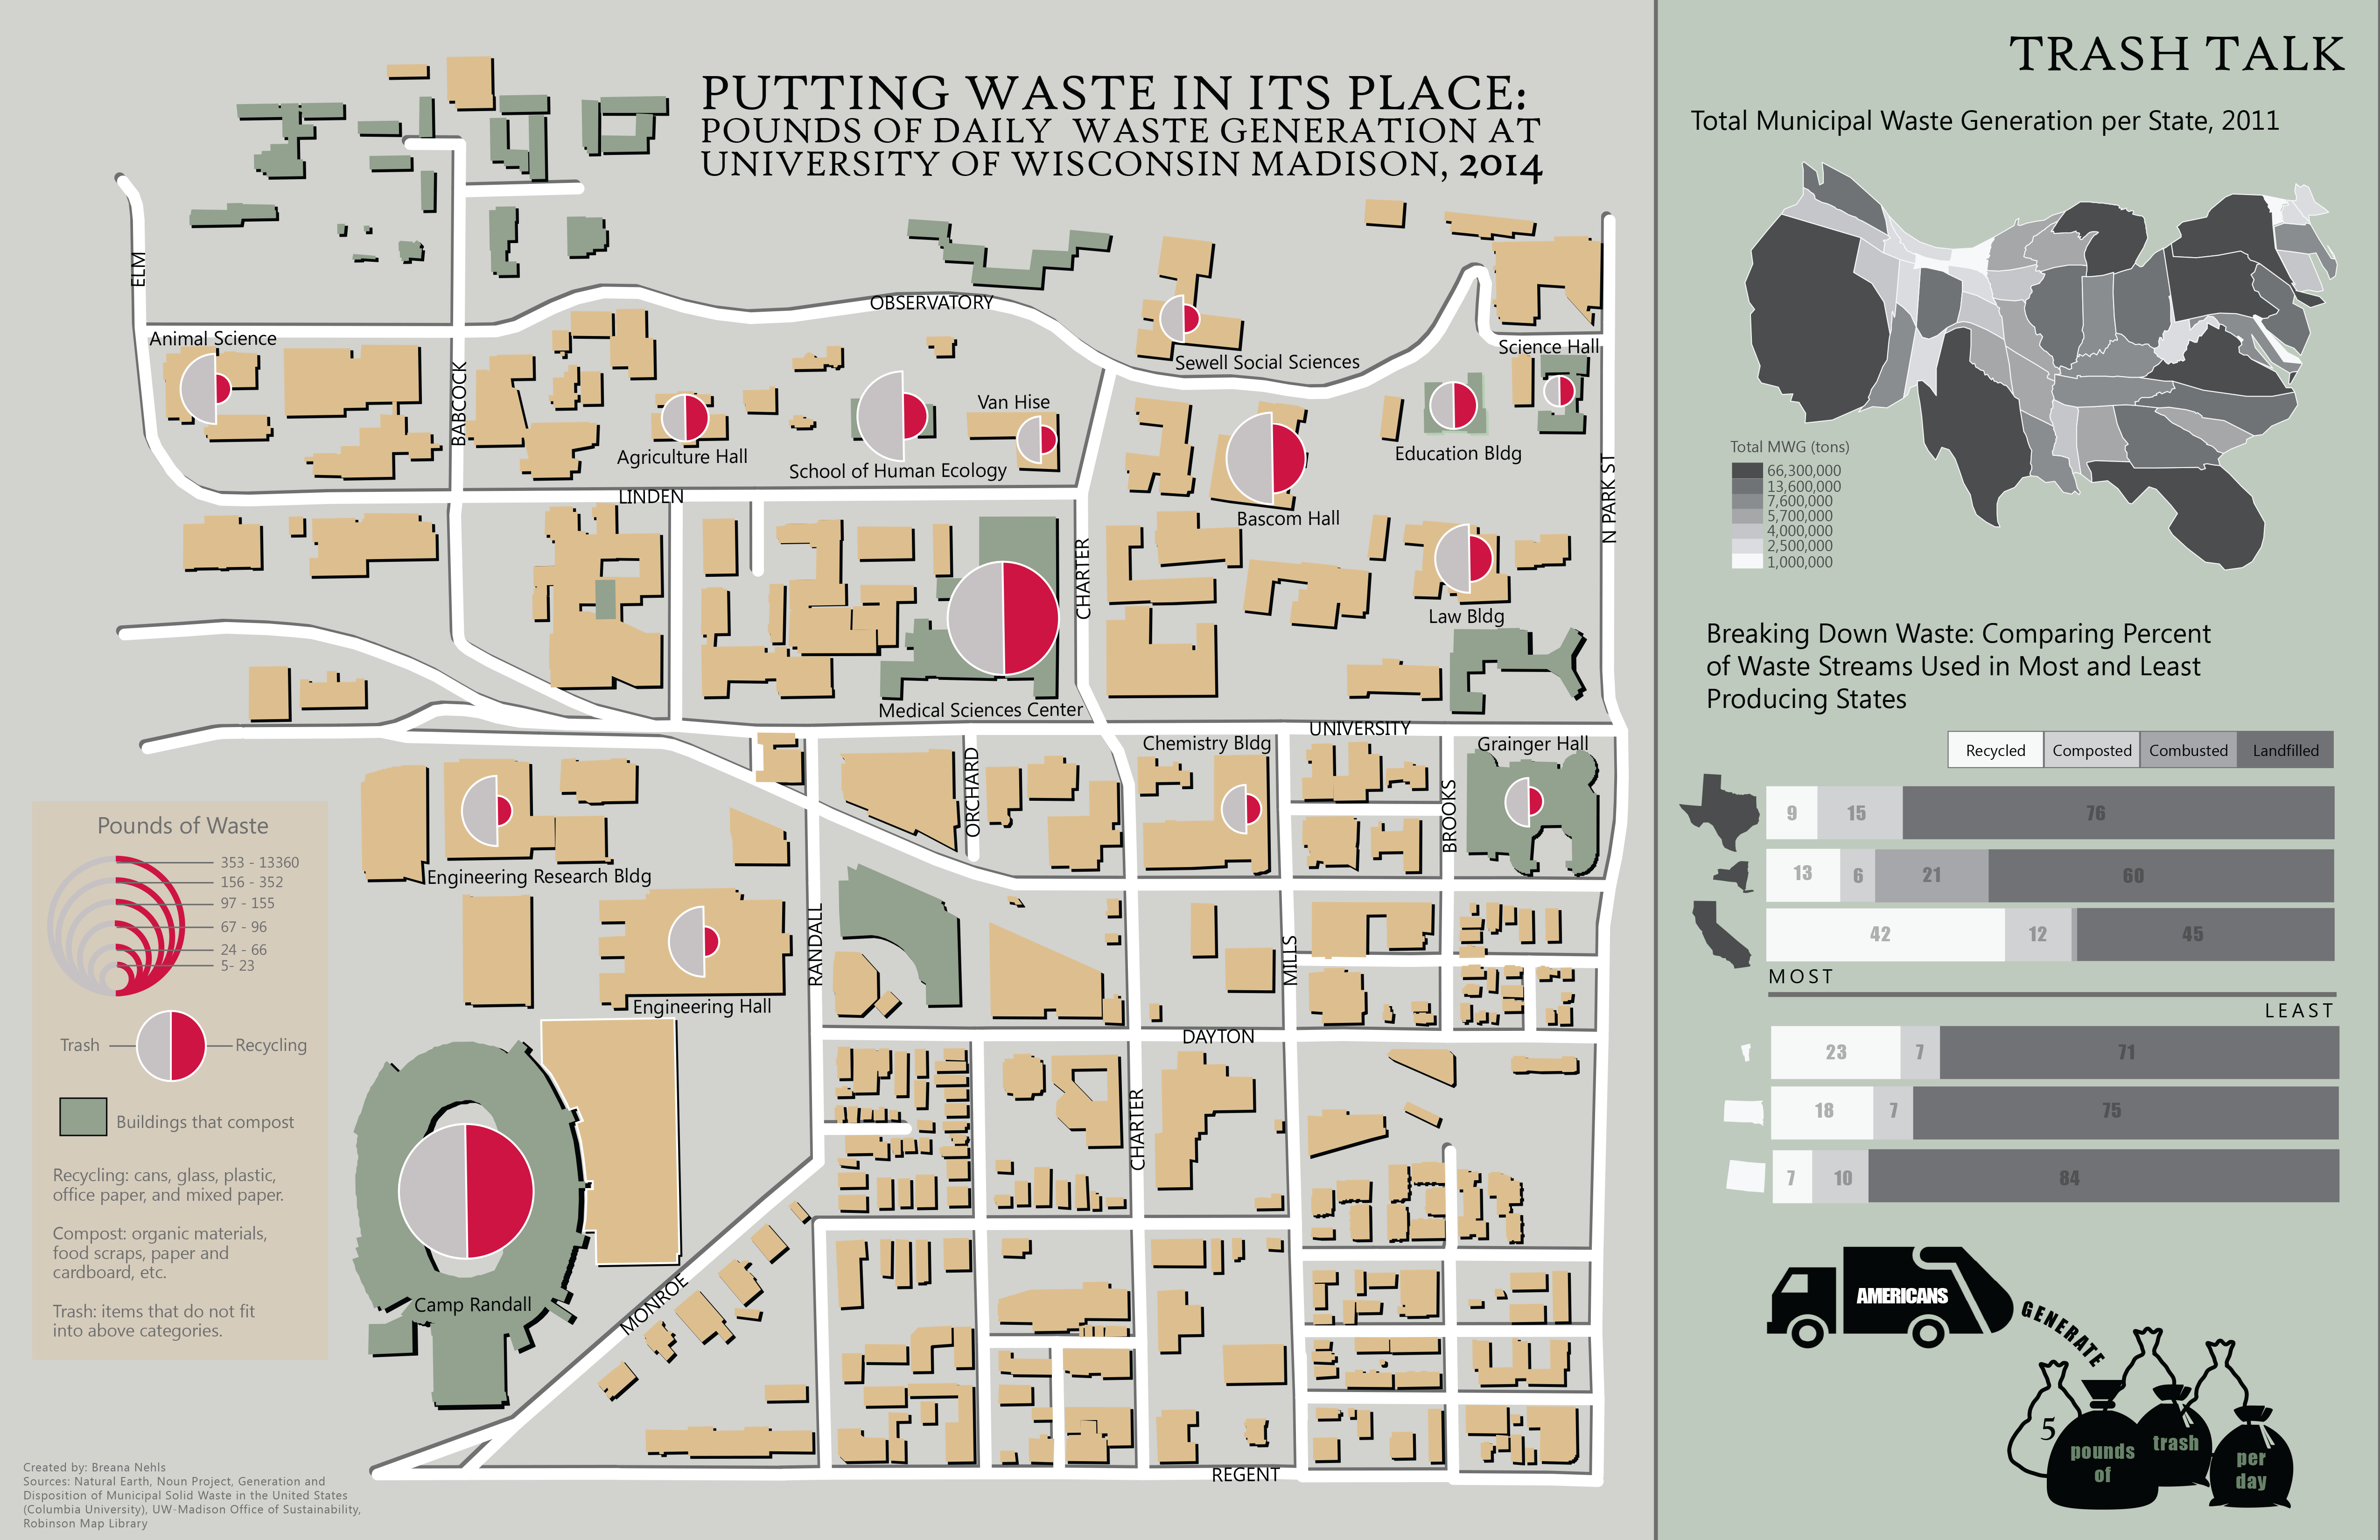 PUTTING WASTE IN ITS PLACE:
POUNDS OF DAILY WASTE GENERATION AT
UNIVERSITY OF WISCONSIN MADISON, 2014
ELM
OBSERVATORY
Animal Science
BABCOCK
Agriculture Hall
School of Human Ecology
Van Hise
Sewell Social Sciences
Science Hall
Education Bldg
Bascom Hall
N PARK ST
LINDEN
CHARTER
Law Bldg
Medical Sciences Center
UNIVERSITY
Chemistry Bldg
Grainger Hall
ORCHARD
BROOKS
Engineering Research Bldg
RANDALL
MILLS
Engineering Hall
DAYTON
CHARTER
Camp Randall
MONROE
REGENT
Pounds of Waste
353 - 13360
156 - 352
97 - 155
67 - 96
24 - 66
5- 23
Trash
Recycling
Buildings that compost
Recycling: cans, glass, plastic,
office paper, and mixed paper.
Compost: organic materials,
food scraps, paper and
cardboard, etc.
Trash: items that do not fit
into above categories.
Created by: Breana Nehls
Sources: Natural Earth, Noun Project, Generation and
Disposition of Municipal Solid Waste in the United States
(Columbia University), UW-Madison Office of Sustainability,
Robinson Map Library
TRASH TALK
Total Municipal Waste Generation per State, 2011
Total MWG (tons)
66,300,000
13,600,000
7,600,000
5,700,000
4,000,000
2,500,000
1,000,000
Breaking Down Waste: Comparing Percent
of Waste Streams Used in Most and Least
Producing States
Recycled Composted Combusted Landfilled
9 15 76
13 6 21 60
42 12 45
MOST
LEAST
23 7 71
18 7 75
7 10 84
AMERICANS
GENERATE
5
pounds
of
trash
per
day